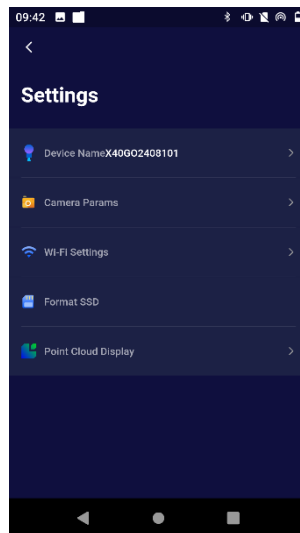 09:42
Settings
Device NameX40GO2408101
Camera Params
Wi-Fi Settings
Format SSD
Point Cloud Display